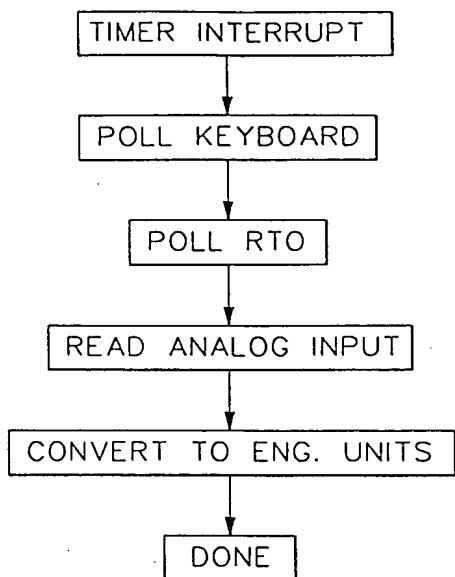 TIMER INTERRUPT
POLL KEYBOARD
POLL RTO
READ ANALOG INPUT
CONVERT TO ENG. UNITS
DONE